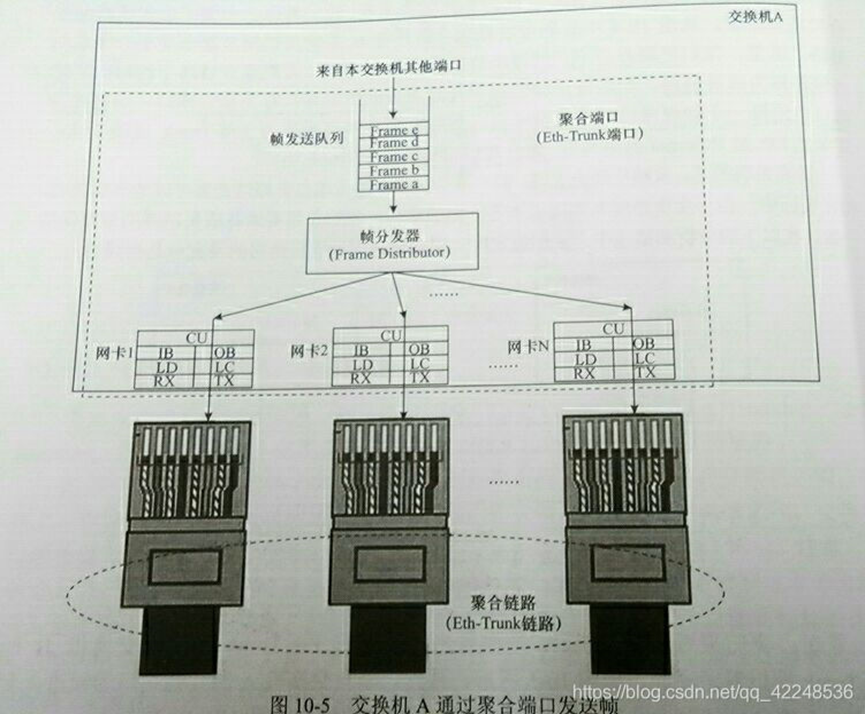 交换机A
来自本交换机其他端口
聚合端口
(Eth-Trunk端口)
帧发送队列
Frame e
Frame d
Frame c
Frame b
Frame a
帧分发器
(Frame Distributor)
......
网卡1
CU
IB OB
LD LC
RX TX
网卡2
CU
IB OB
LD LC
RX TX
......
网卡N
CU
IB OB
LD LC
RX TX
......
聚合链路
(Eth-Trunk链路)
https://blog.csdn.net/qq_42248536
图 10-5 交换机 A 通过聚合端口发送帧